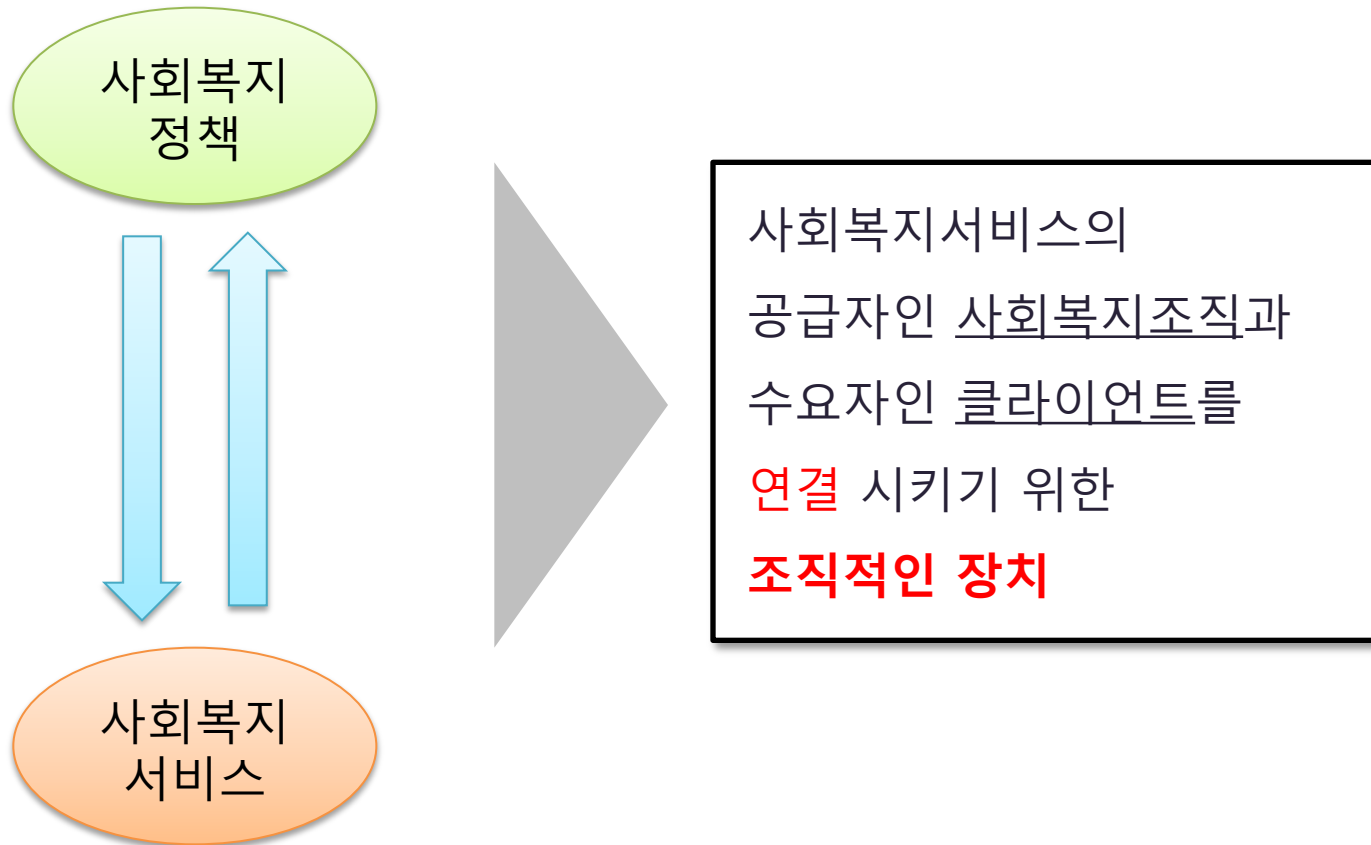 사회복지
정책
사회복지서비스의
공급자인 사회복지조직과
수요자인 클라이언트를
연결 시키기 위한
조직적인 장치
사회복지
서비스